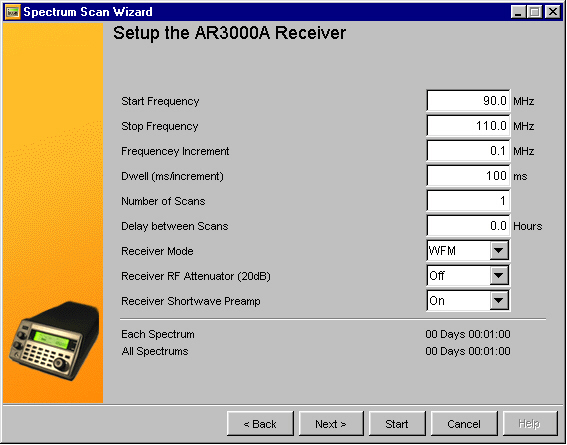 Spectrum Scan Wizard
Setup the AR3000A Receiver
Start Frequency 90.0 MHz
Stop Frequency 110.0 MHz
Frequencey Increment 0.1 MHz
Dwell (ms/increment) 100 ms
Number of Scans 1
Delay between Scans 0.0 Hours
Receiver Mode WFM
Receiver RF Attenuator (20dB) Off
Receiver Shortwave Preamp On
Each Spectrum 00 Days 00:01:00
All Spectrums 00 Days 00:01:00
< Back Next > Start Cancel Help